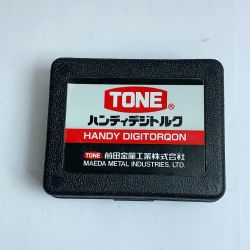 TONE®
ハンディデジトルク
HANDY DIGITORQON
TONE 前田金属工業株式会社
MAEDA METAL INDUSTRIES, LTD.